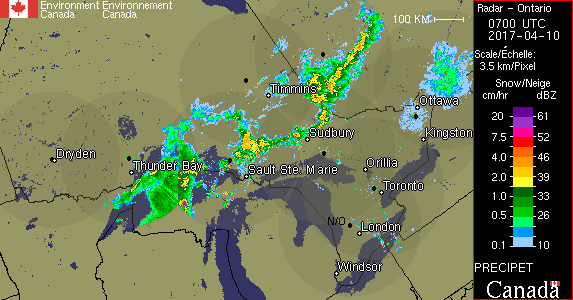 Environment Environnement
Canada Canada
100 KM
Radar - Ontario
0700 UTC
2017-04-10
Scale/Échelle:
3.5 km/Pixel
Snow/Neige
cm/hr dBZ
20 61
7.5 52
4.0 46
2.0 39
1.0 33
0.5 26
0.1 10
PRECIPET
Canada
Timmins
Ottawa
Sudbury
Kingston
Dryden
Thunder Bay
Sault Ste. Marie
Orillia
Toronto
N/O
London
Windsor